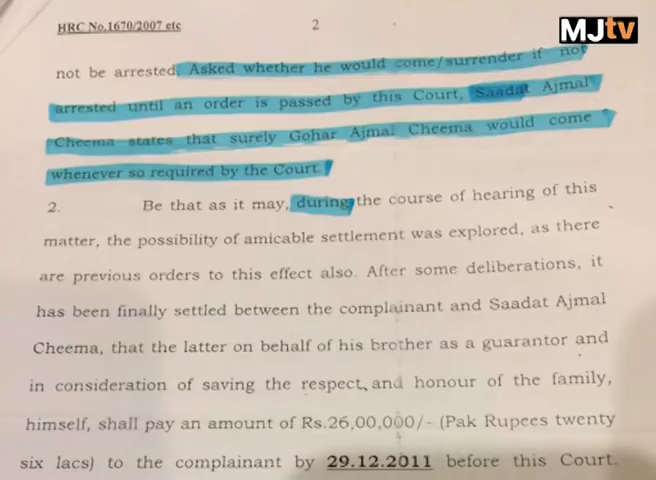 HRC No.1670/2007 etc
2
MJtv
not be arrested. Asked whether he would come/surrender if not
arrested until an order is passed by this Court, Saadat Ajmal
Cheema states that surely Gohar Ajmal Cheema would come
whenever so required by the Court.
2. Be that as it may, during the course of hearing of this
matter, the possibility of amicable settlement was explored, as there
are previous orders to this effect also. After some deliberations, it
has been finally settled between the complainant and Saadat Ajmal
Cheema, that the latter on behalf of his brother as a guarantor and
in consideration of saving the respect and honour of the family,
himself, shall pay an amount of Rs.26,00,000/- (Pak Rupees twenty
six lacs) to the complainant by 29.12.2011 before this Court.